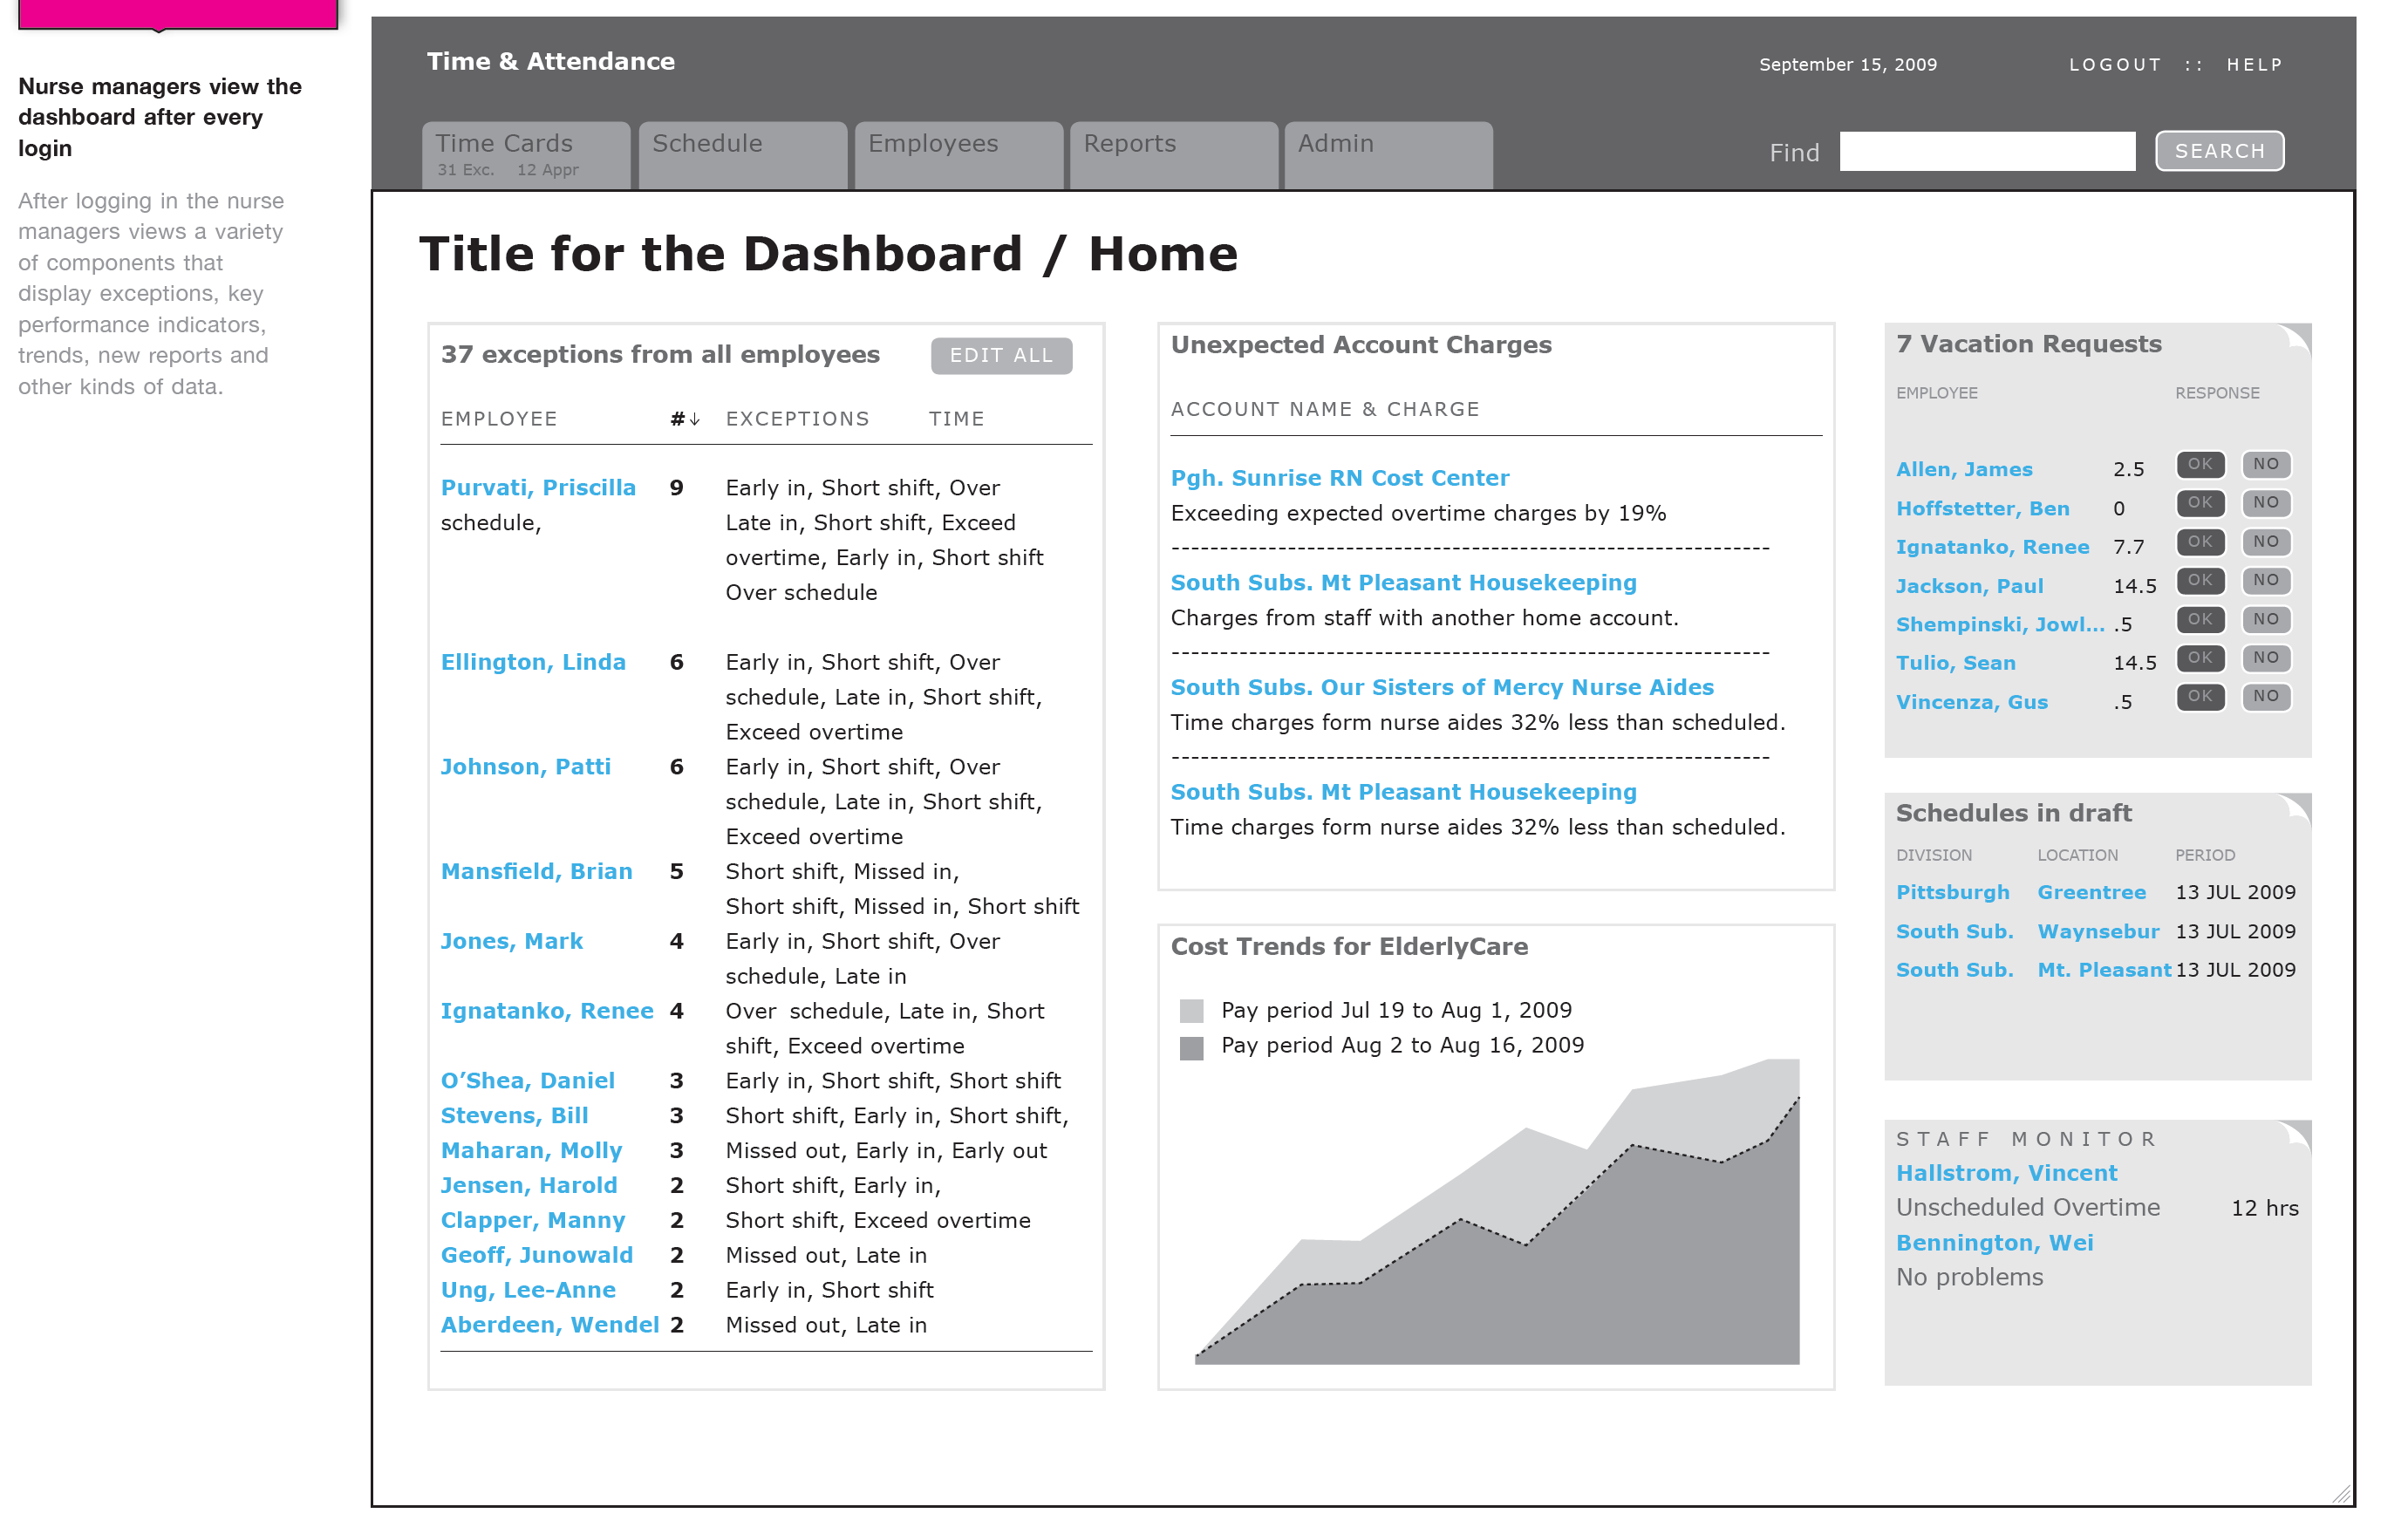 Nurse managers view the
dashboard after every
login
After logging in the nurse
managers views a variety
of components that
display exceptions, key
performance indicators,
trends, new reports and
other kinds of data.
Time & Attendance
September 15, 2009
LOGOUT :: HELP
Time Cards
31 Exc. 12 Appr
Schedule
Employees
Reports
Admin
Find
SEARCH
Title for the Dashboard / Home
37 exceptions from all employees
EDIT ALL
EMPLOYEE #↓ EXCEPTIONS TIME
Purvati, Priscilla 9 Early in, Short shift, Over
schedule, Late in, Short shift, Exceed
overtime, Early in, Short shift
Over schedule
Ellington, Linda 6 Early in, Short shift, Over
schedule, Late in, Short shift,
Exceed overtime
Johnson, Patti 6 Early in, Short shift, Over
schedule, Late in, Short shift,
Exceed overtime
Mansfield, Brian 5 Short shift, Missed in,
Short shift, Missed in, Short shift
Jones, Mark 4 Early in, Short shift, Over
schedule, Late in
Ignatanko, Renee 4 Over schedule, Late in, Short
shift, Exceed overtime
O’Shea, Daniel 3 Early in, Short shift, Short shift
Stevens, Bill 3 Short shift, Early in, Short shift,
Maharan, Molly 3 Missed out, Early in, Early out
Jensen, Harold 2 Short shift, Early in,
Clapper, Manny 2 Short shift, Exceed overtime
Geoff, Junowald 2 Missed out, Late in
Ung, Lee-Anne 2 Early in, Short shift
Aberdeen, Wendel 2 Missed out, Late in
Unexpected Account Charges
ACCOUNT NAME & CHARGE
Pgh. Sunrise RN Cost Center
Exceeding expected overtime charges by 19%
South Subs. Mt Pleasant Housekeeping
Charges from staff with another home account.
South Subs. Our Sisters of Mercy Nurse Aides
Time charges form nurse aides 32% less than scheduled.
South Subs. Mt Pleasant Housekeeping
Time charges form nurse aides 32% less than scheduled.
Cost Trends for ElderlyCare
Pay period Jul 19 to Aug 1, 2009
Pay period Aug 2 to Aug 16, 2009
7 Vacation Requests
EMPLOYEE RESPONSE
Allen, James 2.5 OK NO
Hoffstetter, Ben 0 OK NO
Ignatanko, Renee 7.7 OK NO
Jackson, Paul 14.5 OK NO
Shempinski, Jowl... .5 OK NO
Tulio, Sean 14.5 OK NO
Vincenza, Gus .5 OK NO
Schedules in draft
DIVISION LOCATION PERIOD
Pittsburgh Greentree 13 JUL 2009
South Sub. Waynsebur 13 JUL 2009
South Sub. Mt. Pleasant 13 JUL 2009
STAFF MONITOR
Hallstrom, Vincent
Unscheduled Overtime 12 hrs
Bennington, Wei
No problems